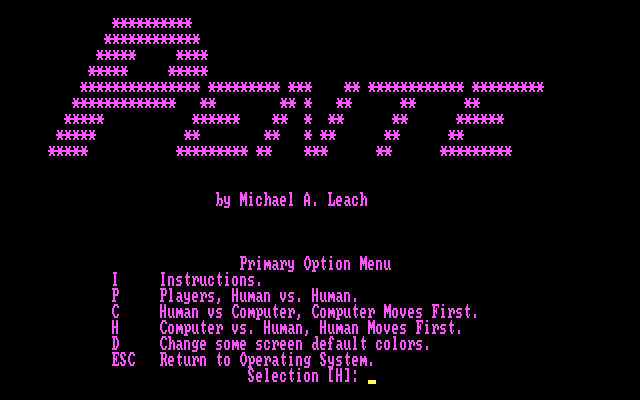 PENTE
by Michael A. Leach
Primary Option Menu
I Instructions.
P Players, Human vs. Human.
C Human vs Computer, Computer Moves First.
H Computer vs. Human, Human Moves First.
D Change some screen default colors.
ESC Return to Operating System.
Selection [H]: